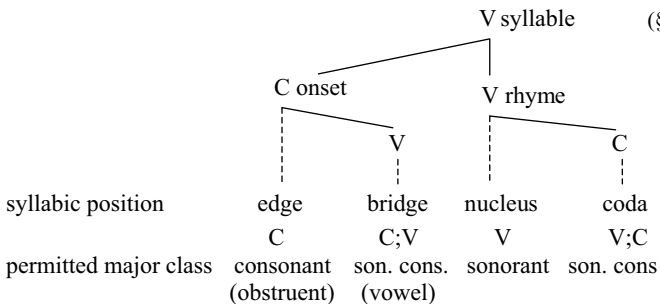 V syllable (§
C onset V rhyme
V C
syllabic position edge bridge nucleus coda
C C;V V V;C
permitted major class consonant son. cons. sonorant son. cons
(obstruent) (vowel)